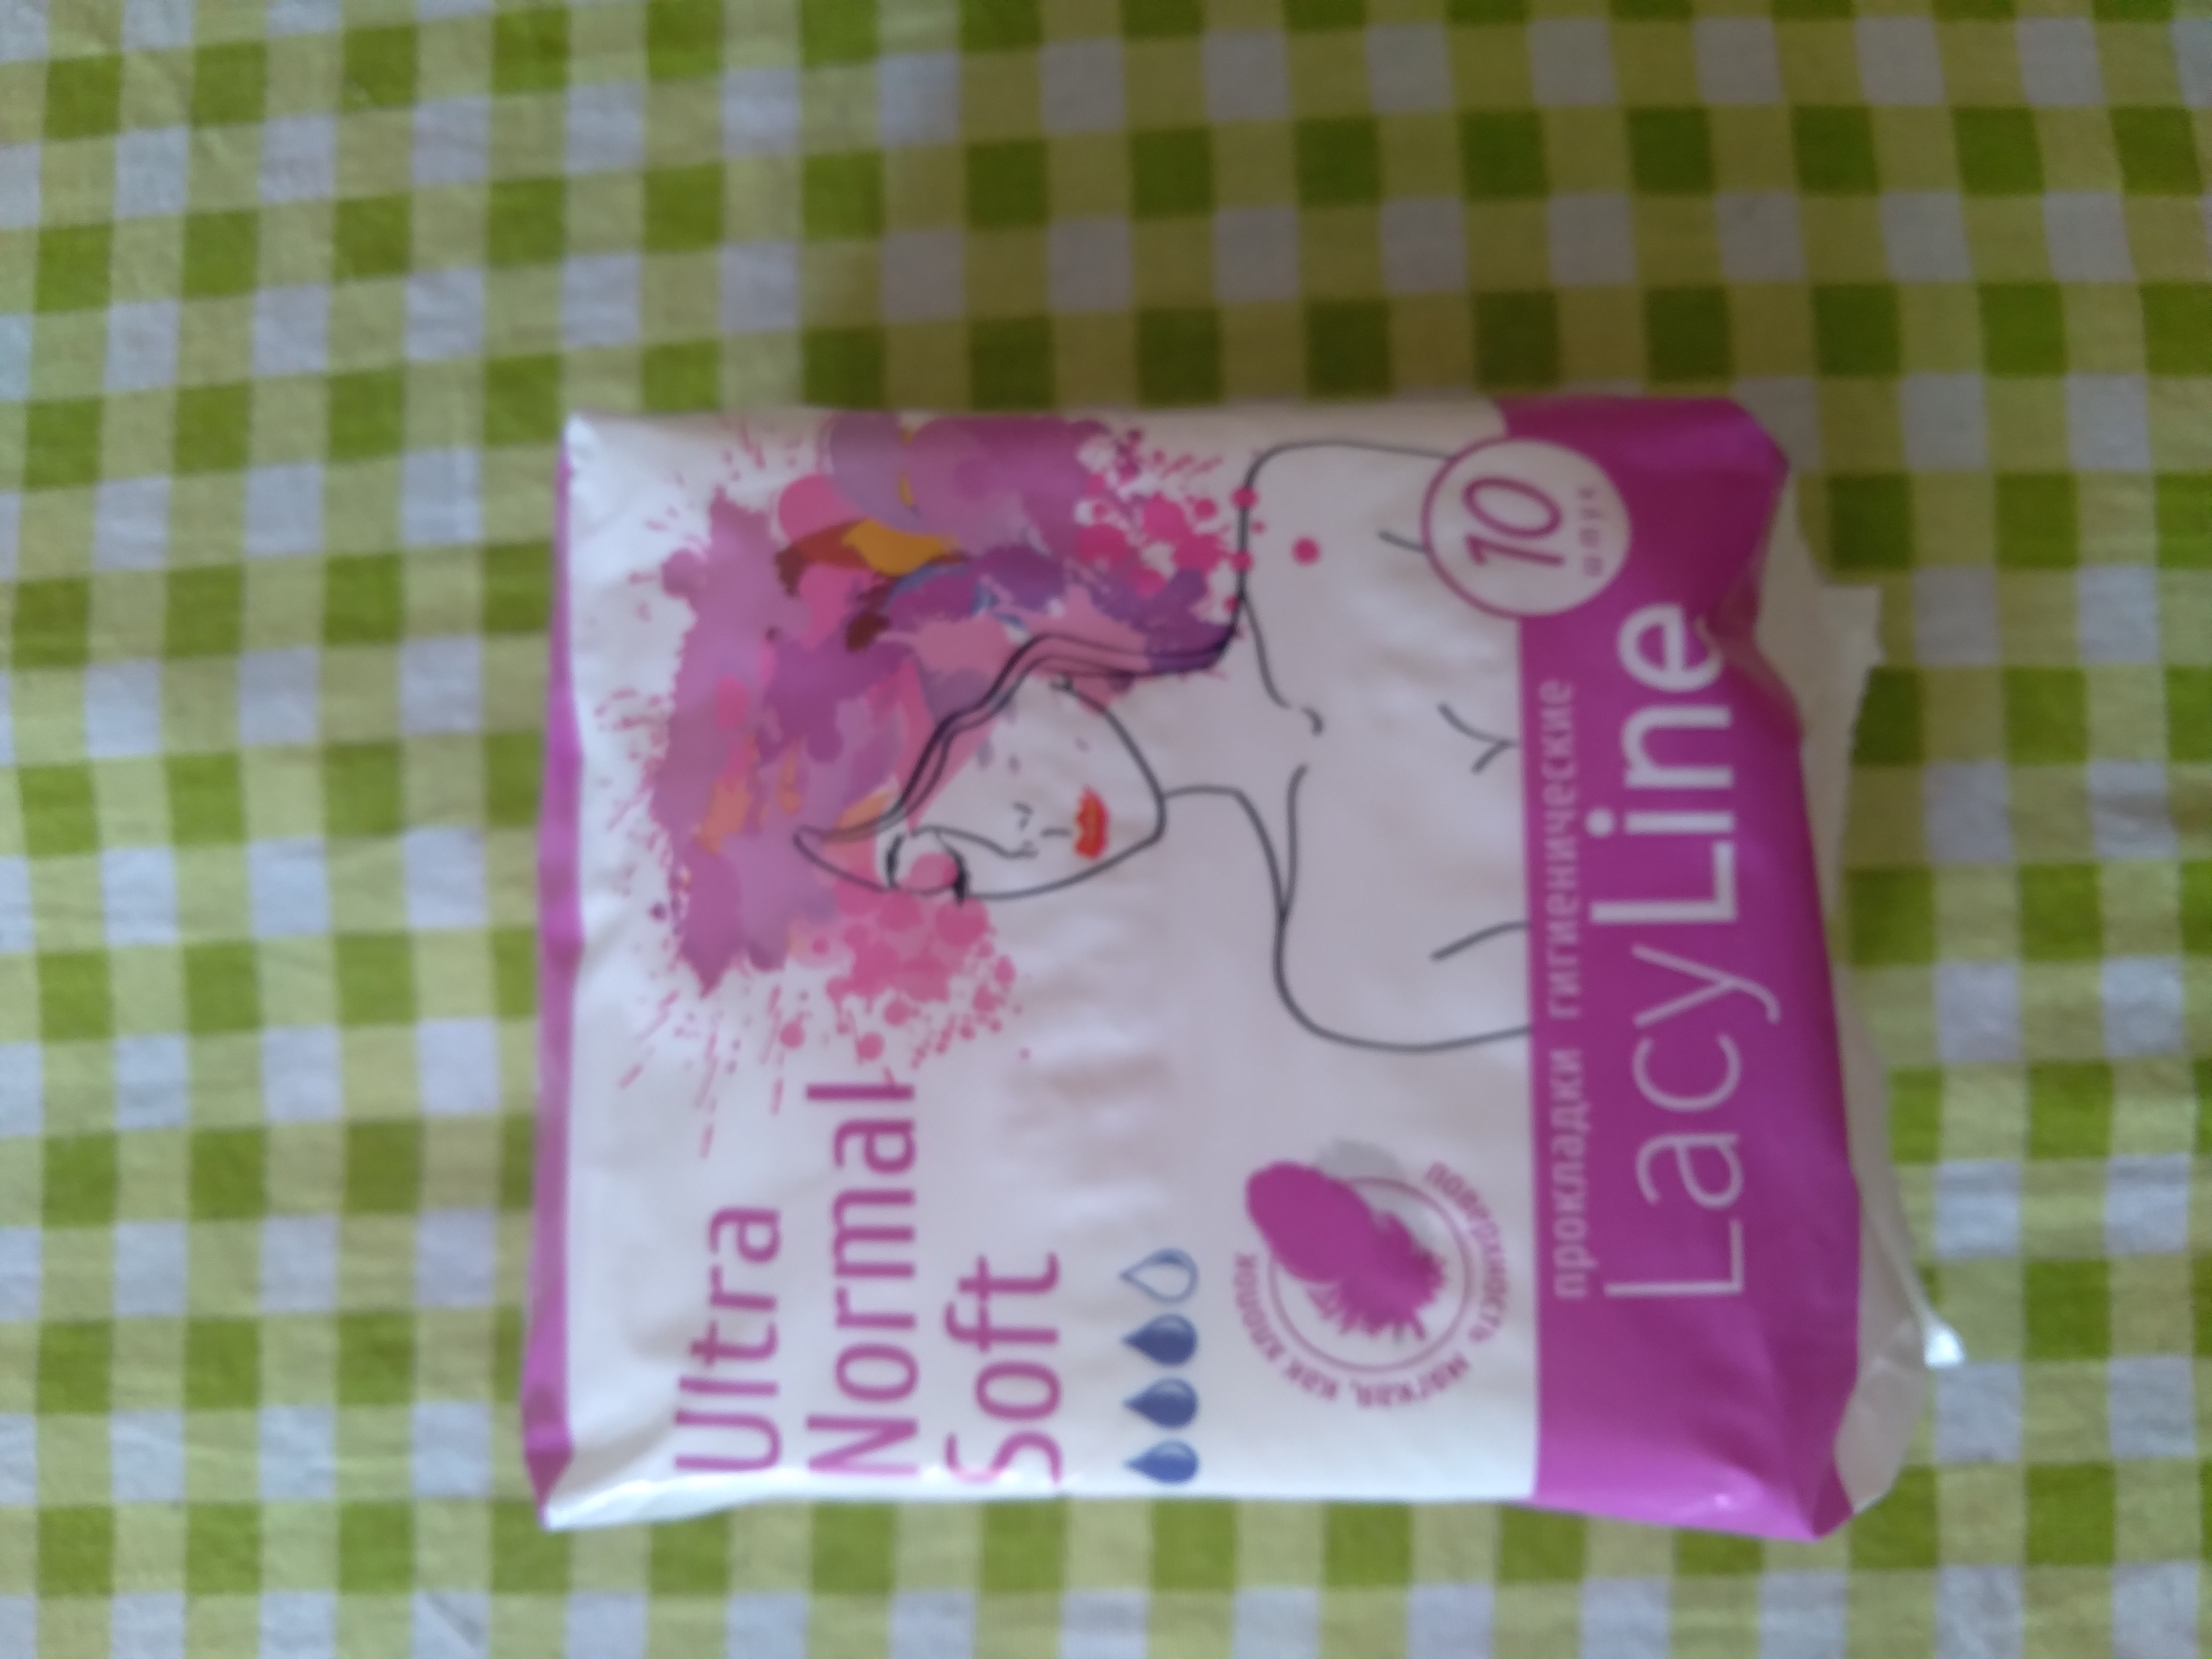 Ultra
Normal
Soft
поверхность мягкая, как хлопок
10
штук
прокладки гигиенические
LacyLine